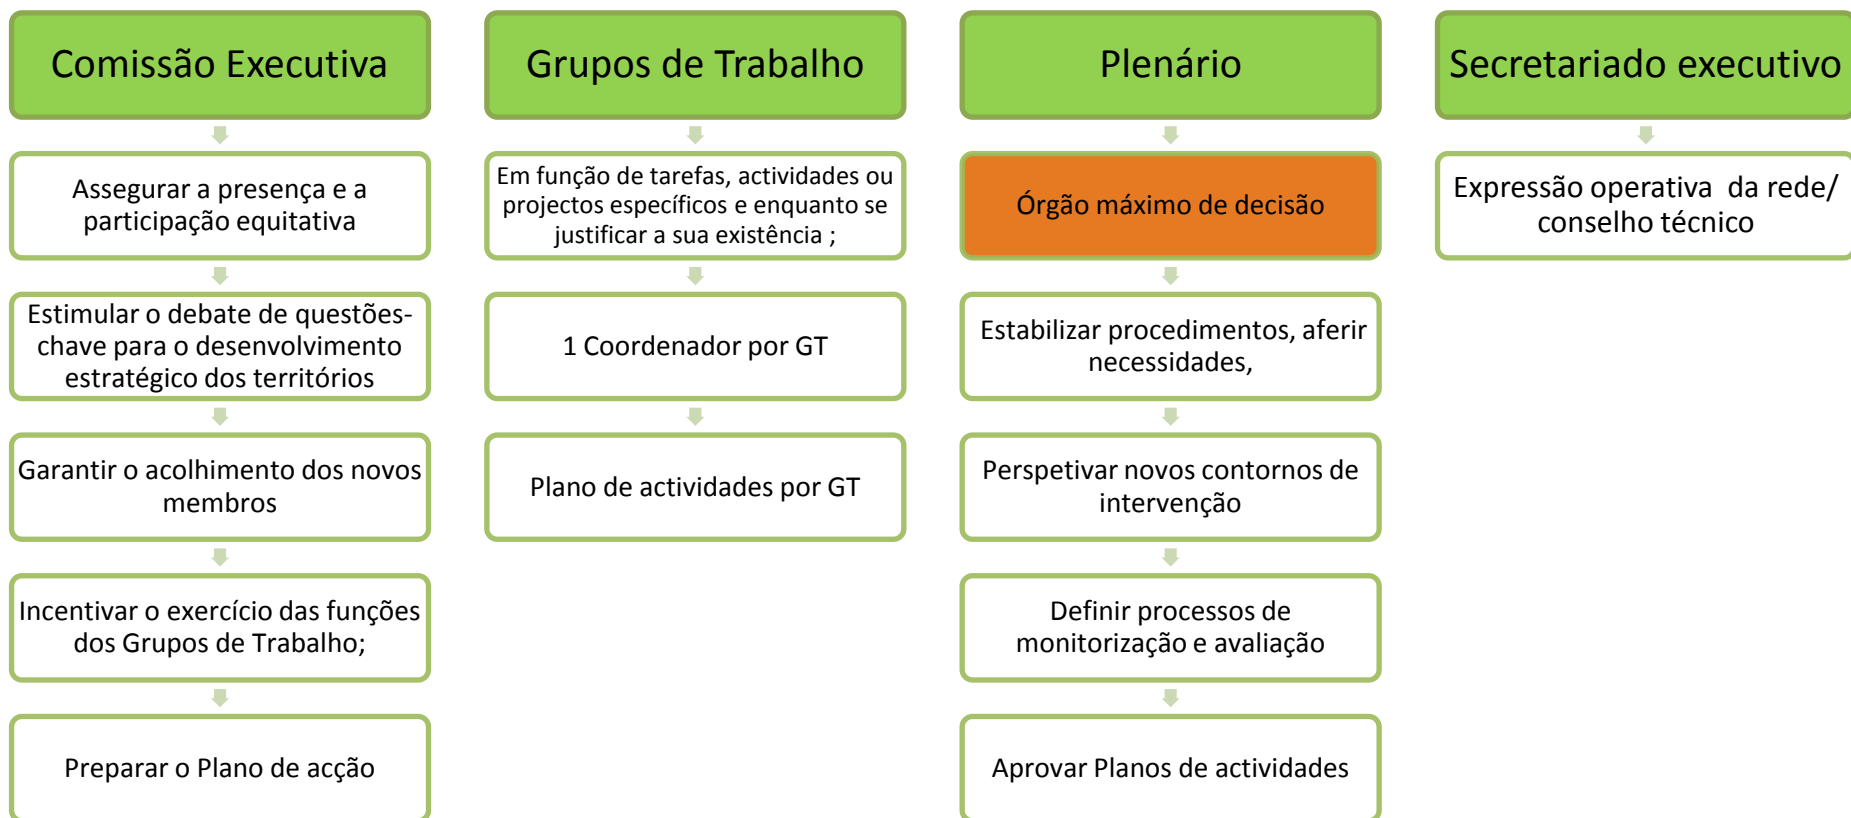 Comissão Executiva
Assegurar a presença e a
participação equitativa
Estimular o debate de questões-
chave para o desenvolvimento
estratégico dos territórios
Garantir o acolhimento dos novos
membros
Incentivar o exercício das funções
dos Grupos de Trabalho;
Preparar o Plano de acção
Grupos de Trabalho
Em função de tarefas, actividades ou
projectos específicos e enquanto se
justificar a sua existência ;
1 Coordenador por GT
Plano de actividades por GT
Plenário
Órgão máximo de decisão
Estabilizar procedimentos, aferir
necessidades,
Perspetivar novos contornos de
intervenção
Definir processos de
monitorização e avaliação
Aprovar Planos de actividades
Secretariado executivo
Expressão operativa  da rede/
conselho técnico